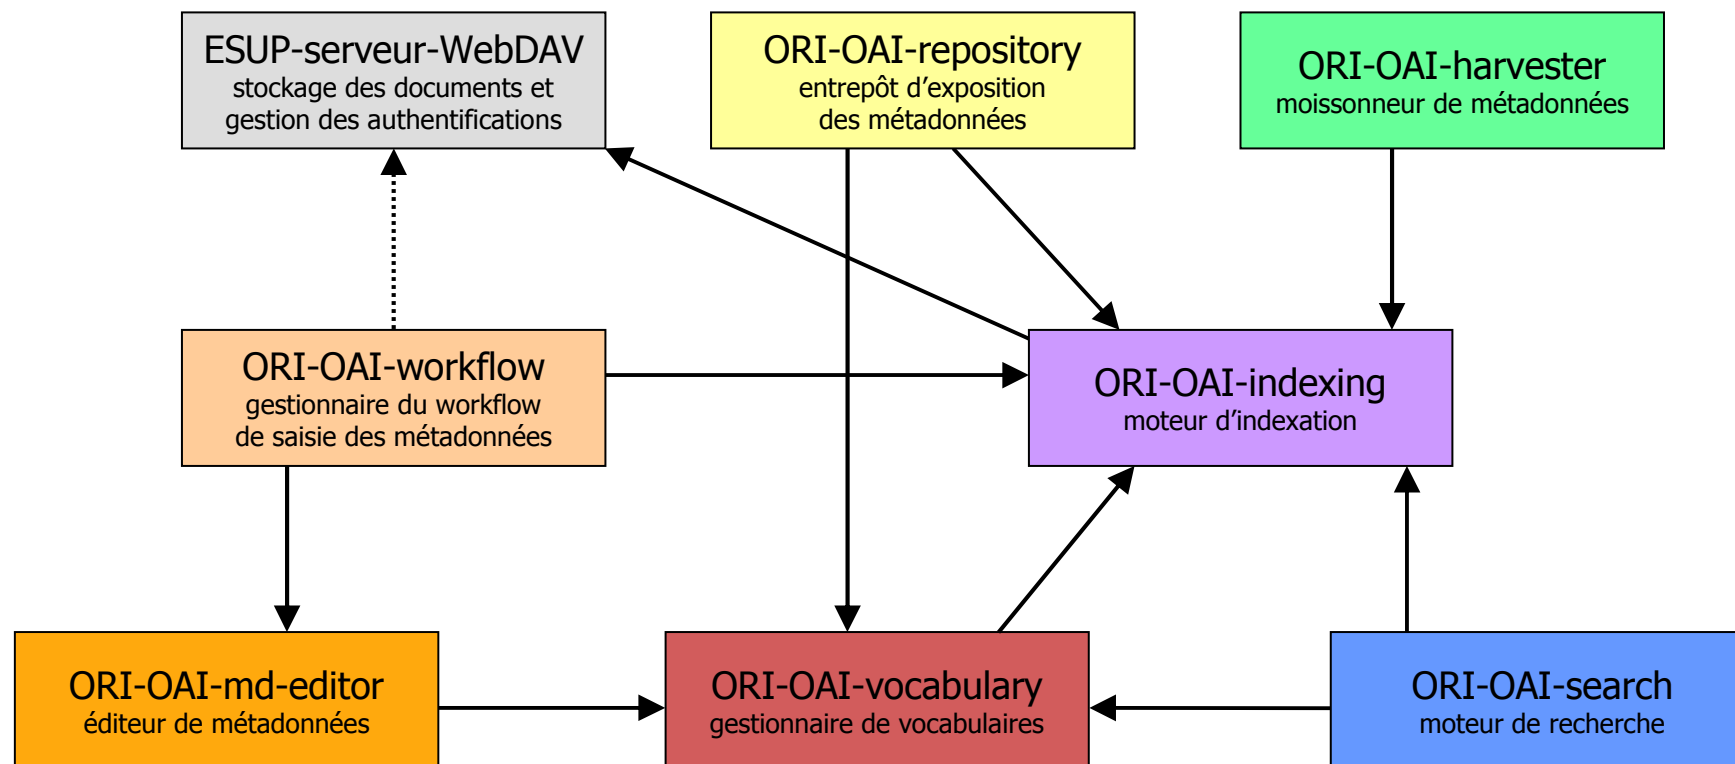 ESUP-serveur-WebDAV
stockage des documents et
gestion des authentifications
ORI-OAI-repository
entrepôt d’exposition
des métadonnées
ORI-OAI-harvester
moissonneur de métadonnées
ORI-OAI-workflow
gestionnaire du workflow
de saisie des métadonnées
ORI-OAI-indexing
moteur d’indexation
ORI-OAI-md-editor
éditeur de métadonnées
ORI-OAI-vocabulary
gestionnaire de vocabulaires
ORI-OAI-search
moteur de recherche